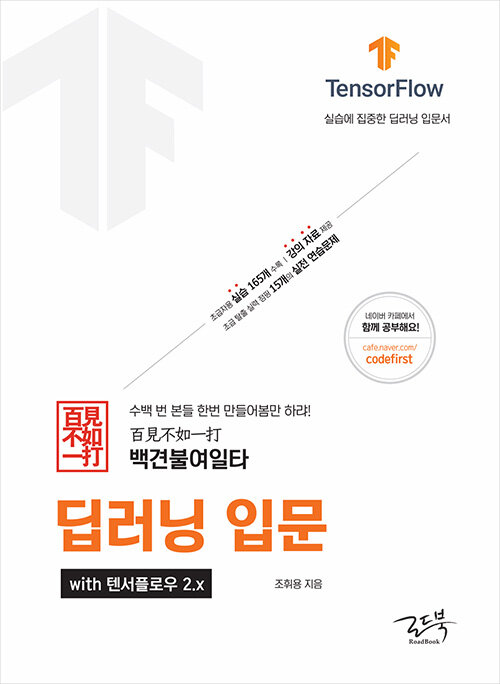 TensorFlow
실습에 집중한 딥러닝 입문서
초급자용 실습 165개 수록 | 강의 자료 제공
초급 탈출 실력 점핑 15개의 실전 연습문제
네이버 카페에서
함께 공부해요!
cafe.naver.com/
codefirst
百見
不如
一打
수백 번 본들 한번 만들어봄만 하랴!
百見不如一打
백견불여일타
딥러닝 입문
with 텐서플로우 2.x
조휘용 지음
로드북
RoadBook